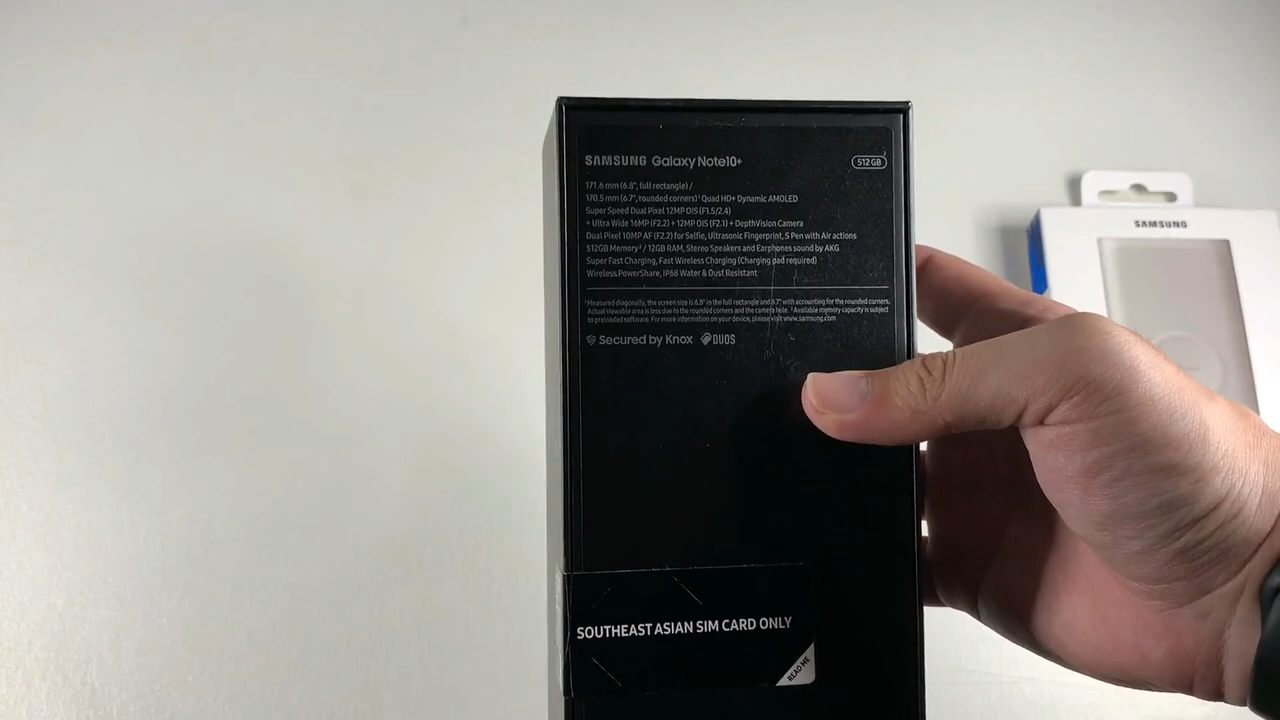 SAMSUNG Galaxy Note10+
512 GB²
171.6 mm (6.8", full rectangle) /
170.5 mm (6.7", rounded corners)¹ Quad HD+ Dynamic AMOLED
Super Speed Dual Pixel 12MP OIS (F1.5/2.4)
+ Ultra Wide 16MP (F2.2) + 12MP OIS (F2.1) + DepthVision Camera
Dual Pixel 10MP AF (F2.2) for Selfie, Ultrasonic Fingerprint, S Pen with Air actions
512GB Memory² / 12GB RAM, Stereo Speakers and Earphones sound by AKG
Super Fast Charging, Fast Wireless Charging (Charging pad required)
Wireless PowerShare, IP68 Water & Dust Resistant
¹Measured diagonally, the screen size is 6.8" in the full rectangle and 6.7" with accounting for the rounded corners.
Actual viewable area is less due to the rounded corners and the camera hole. ²Available memory capacity is subject
to preloaded software. For more information on your device, please visit www.samsung.com
Secured by Knox DUOS
SOUTHEAST ASIAN SIM CARD ONLY
READ ME
SAMSUNG